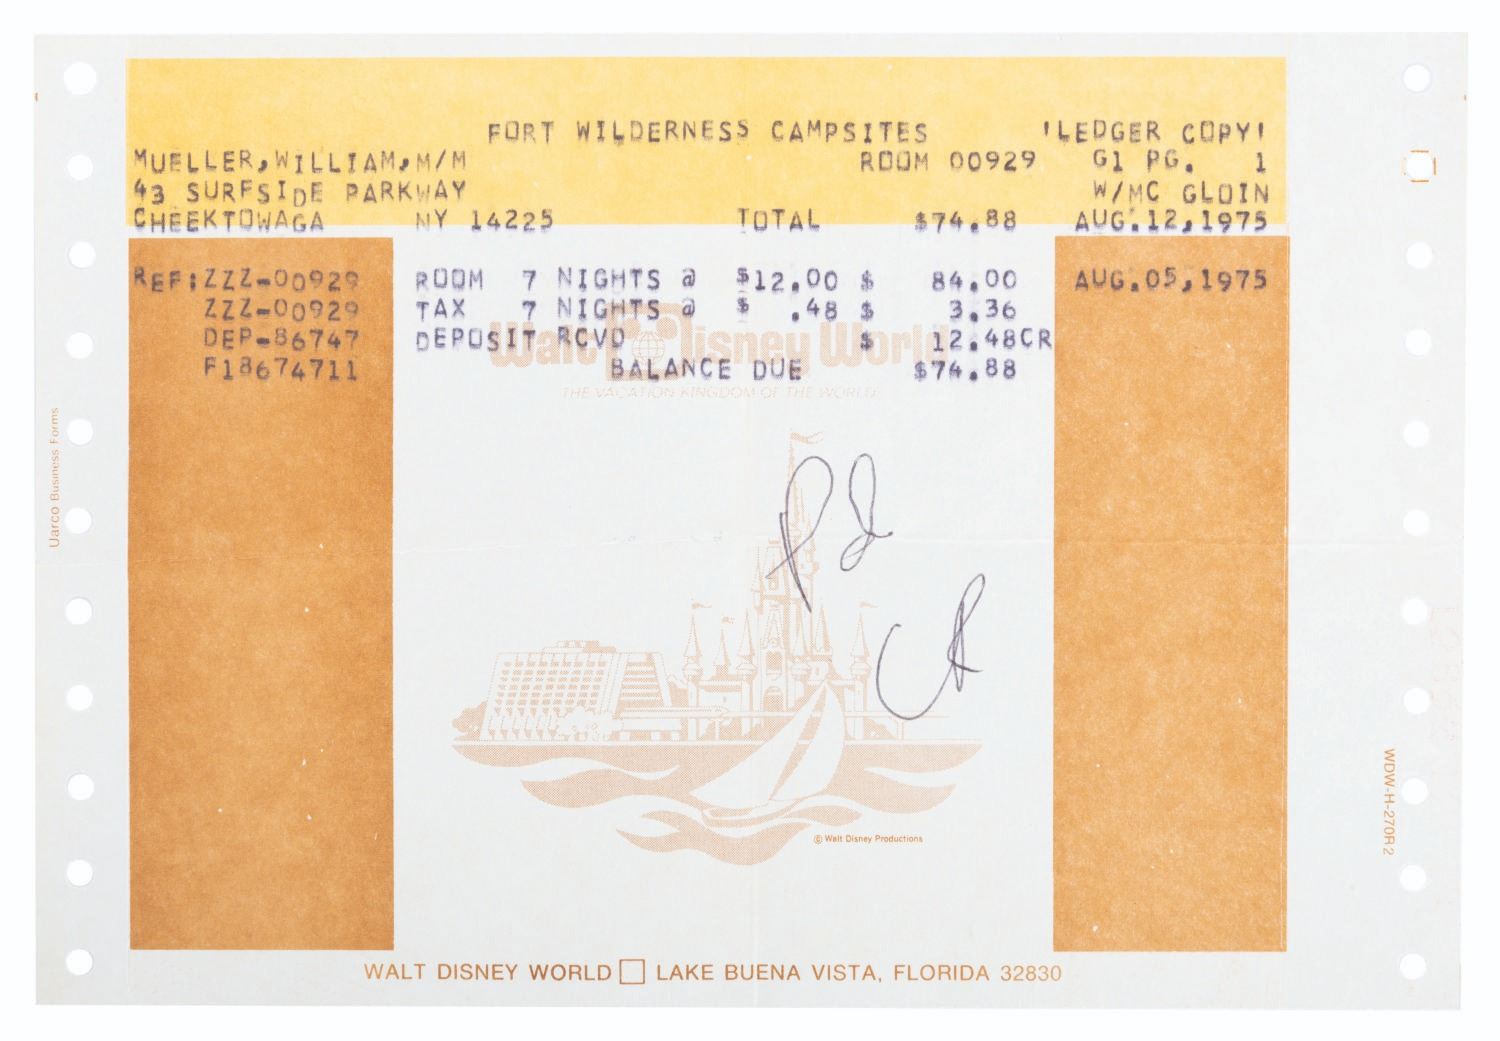 FORT WILDERNESS CAMPSITES 'LEDGER COPY'
MUELLER,WILLIAM,M/M ROOM 00929 G1 PG. 1
43 SURFSIDE PARKWAY W/MC GLOIN
CHEEKTOWAGA NY 14225 TOTAL $74.88 AUG.12,1975
REF:ZZZ-00929 ROOM 7 NIGHTS @ $12.00 $ 84.00 AUG.05,1975
ZZZ-00929 TAX 7 NIGHTS @ $ .48 $ 3.36
DEP-86747 DEPOSIT RCVD $ 12.48CR
F18674711 BALANCE DUE $74.88
Walt Disney World
THE VACATION KINGDOM OF THE WORLD
Uarco Business Forms
Pd
CR
WDW-H-270R2
© Walt Disney Productions
WALT DISNEY WORLD LAKE BUENA VISTA, FLORIDA 32830